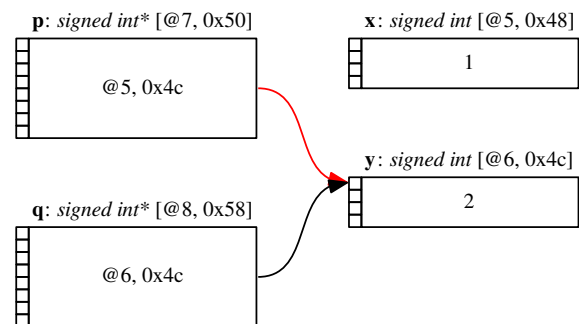 p: signed int* [@7, 0x50]
@5, 0x4c
x: signed int [@5, 0x48]
1
y: signed int [@6, 0x4c]
2
q: signed int* [@8, 0x58]
@6, 0x4c